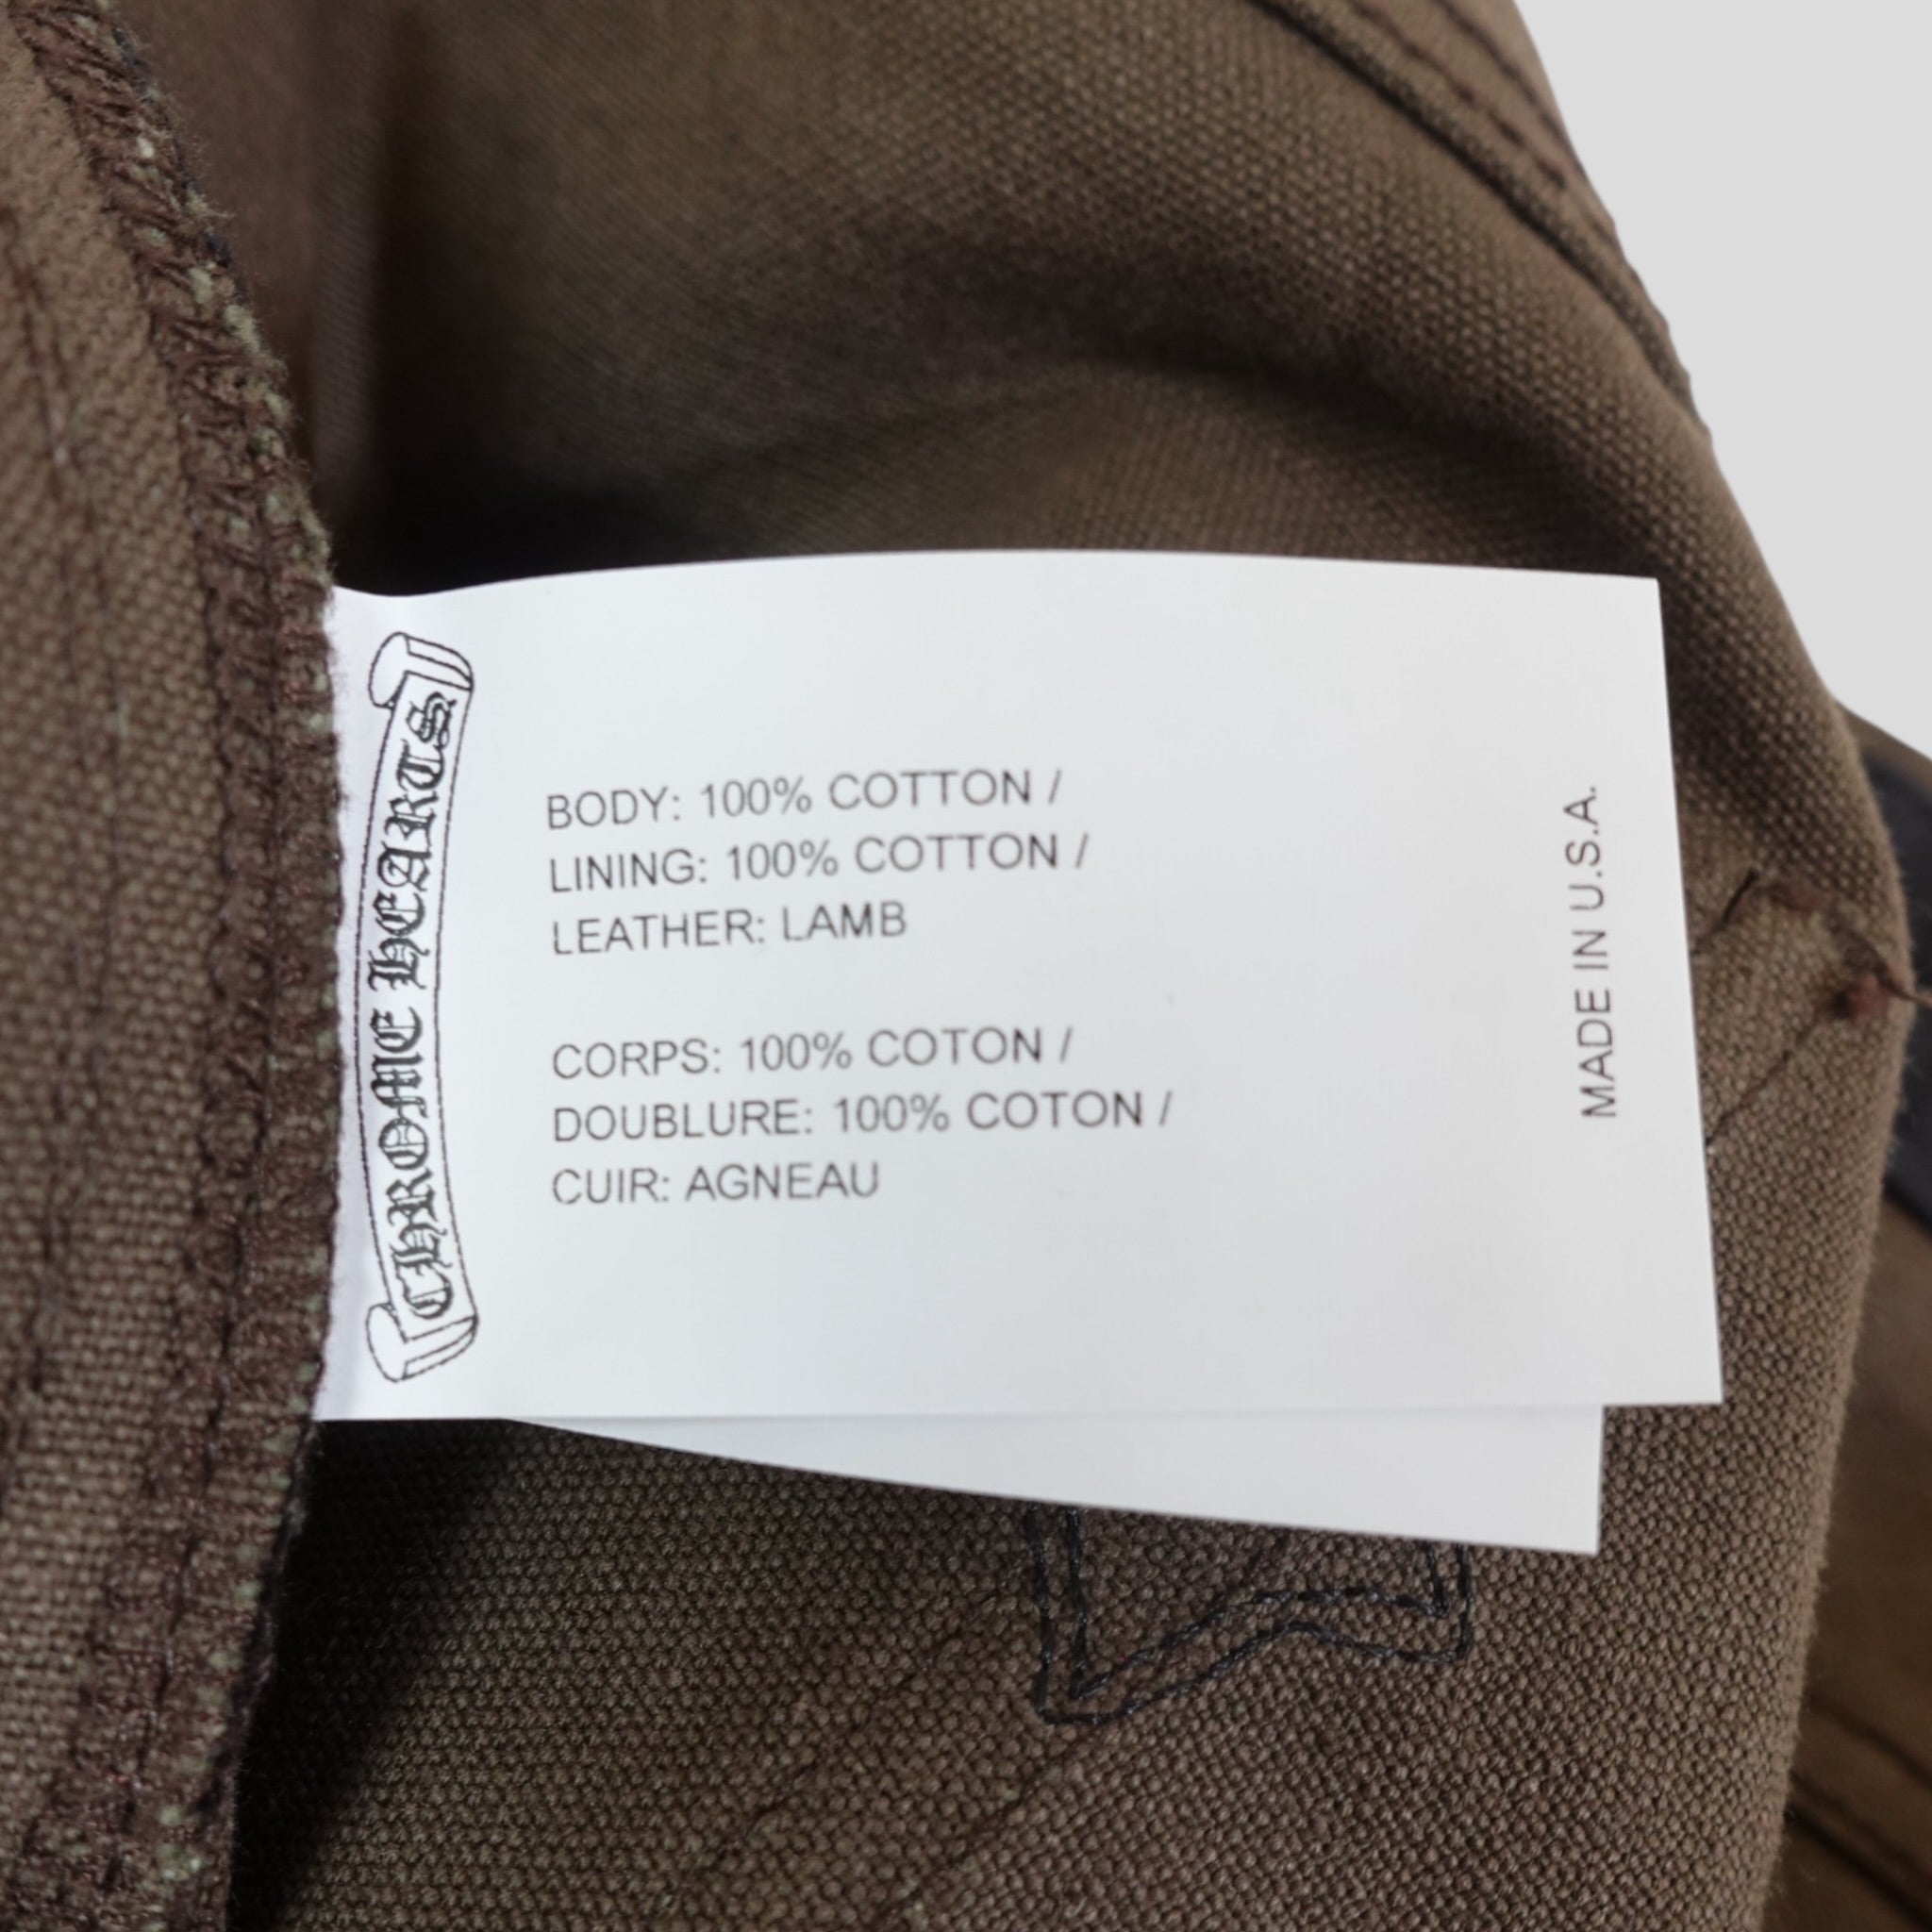 CHROME HEARTS
BODY: 100% COTTON /
LINING: 100% COTTON /
LEATHER: LAMB
CORPS: 100% COTON /
DOUBLURE: 100% COTON /
CUIR: AGNEAU
MADE IN U.S.A.